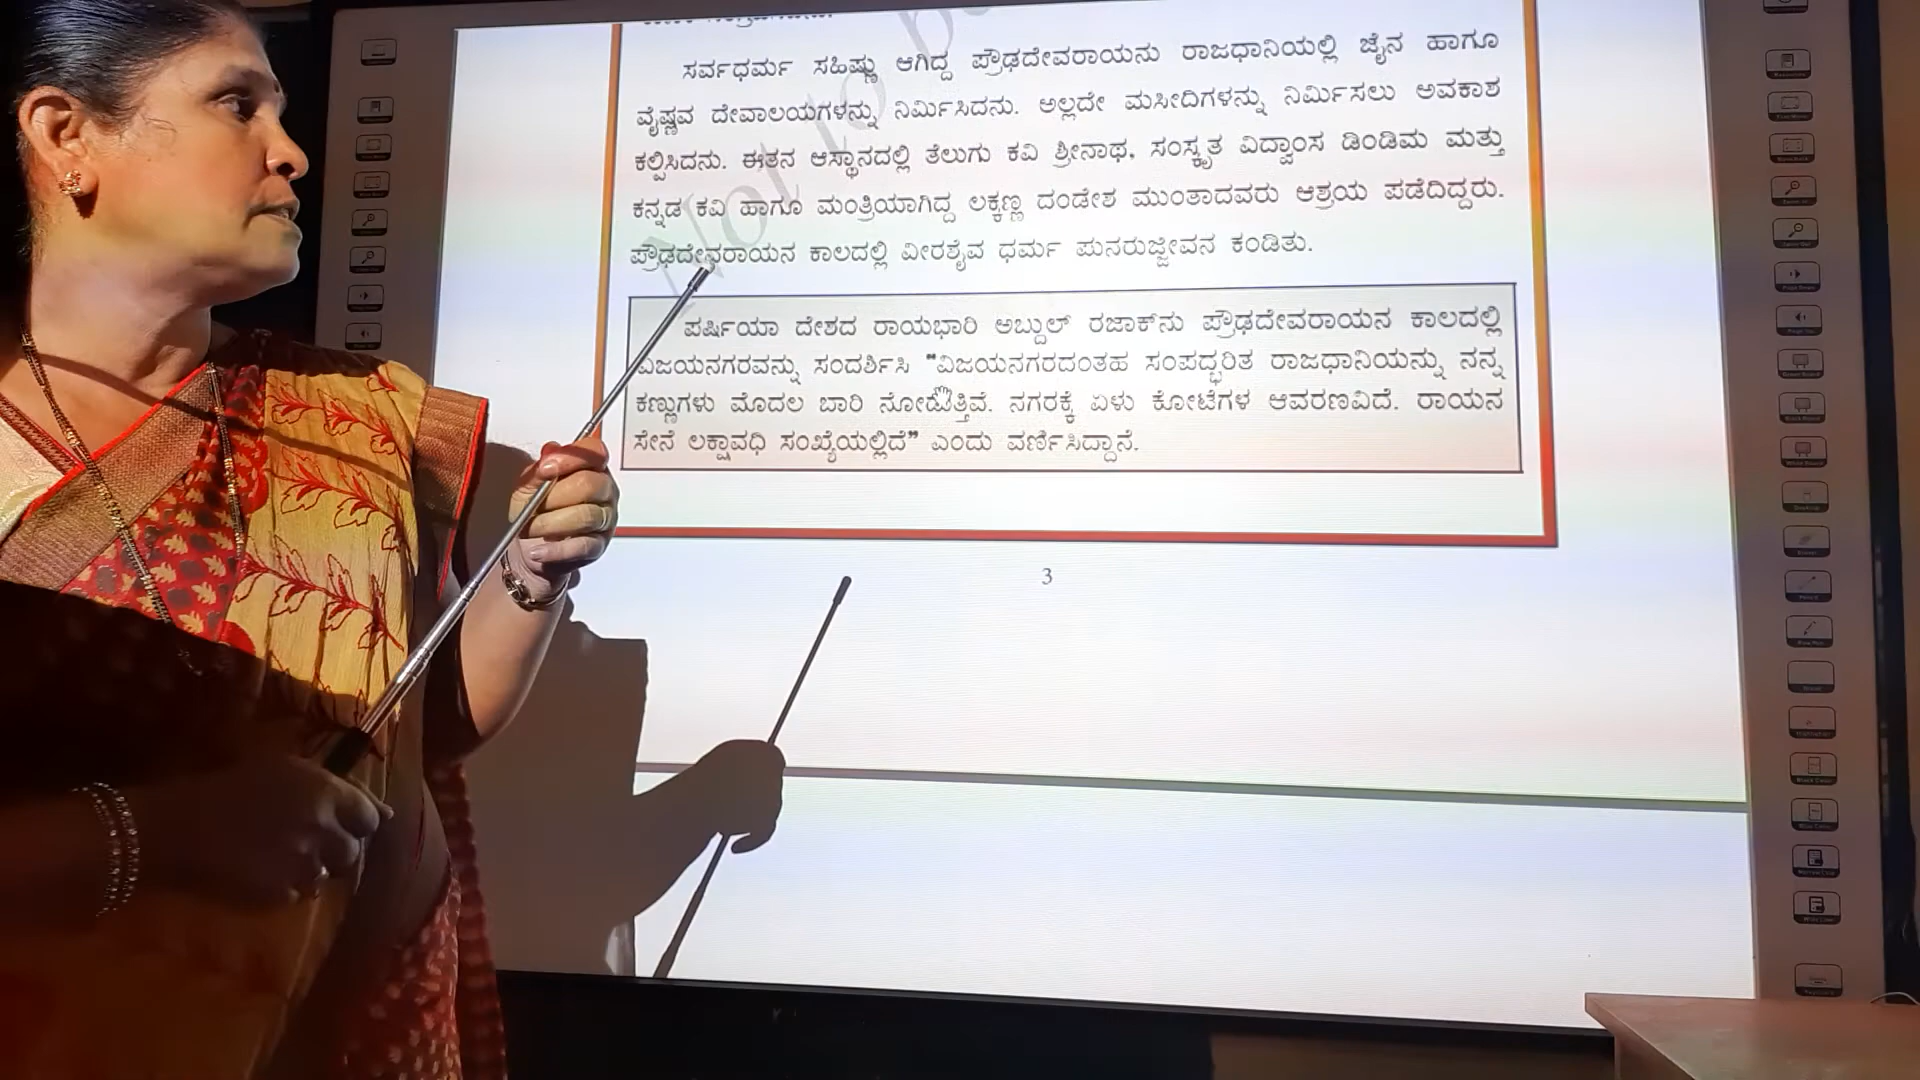 ಸರ್ವಧರ್ಮ ಸಹಿಷ್ಣು ಆಗಿದ್ದ ಪ್ರೌಢದೇವರಾಯನು ರಾಜಧಾನಿಯಲ್ಲಿ ಜೈನ ಹಾಗೂ
ವೈಷ್ಣವ ದೇವಾಲಯಗಳನ್ನು ನಿರ್ಮಿಸಿದನು. ಅಲ್ಲದೇ ಮಸೀದಿಗಳನ್ನು ನಿರ್ಮಿಸಲು ಅವಕಾಶ
ಕಲ್ಪಿಸಿದನು. ಈತನ ಆಸ್ಥಾನದಲ್ಲಿ ತೆಲುಗು ಕವಿ ಶ್ರೀನಾಥ, ಸಂಸ್ಕೃತ ವಿದ್ವಾಂಸ ಡಿಂಡಿಮ ಮತ್ತು
ಕನ್ನಡ ಕವಿ ಹಾಗೂ ಮಂತ್ರಿಯಾಗಿದ್ದ ಲಕ್ಕಣ್ಣ ದಂಡೇಶ ಮುಂತಾದವರು ಆಶ್ರಯ ಪಡೆದಿದ್ದರು.
ಪ್ರೌಢದೇವರಾಯನ ಕಾಲದಲ್ಲಿ ವೀರಶೈವ ಧರ್ಮ ಪುನರುಜ್ಜೀವನ ಕಂಡಿತು.
ಪರ್ಷಿಯಾ ದೇಶದ ರಾಯಭಾರಿ ಅಬ್ದುಲ್ ರಜಾಕ್‌ನು ಪ್ರೌಢದೇವರಾಯನ ಕಾಲದಲ್ಲಿ
ವಿಜಯನಗರವನ್ನು ಸಂದರ್ಶಿಸಿ "ವಿಜಯನಗರದಂತಹ ಸಂಪದ್ಭರಿತ ರಾಜಧಾನಿಯನ್ನು ನನ್ನ
ಕಣ್ಣುಗಳು ಮೊದಲ ಬಾರಿ ನೋಡುತ್ತಿವೆ. ನಗರಕ್ಕೆ ಏಳು ಕೋಟೆಗಳ ಆವರಣವಿದೆ. ರಾಯನ
ಸೇನೆ ಲಕ್ಷಾವಧಿ ಸಂಖ್ಯೆಯಲ್ಲಿದೆ" ಎಂದು ವರ್ಣಿಸಿದ್ದಾನೆ.
3
Not to b